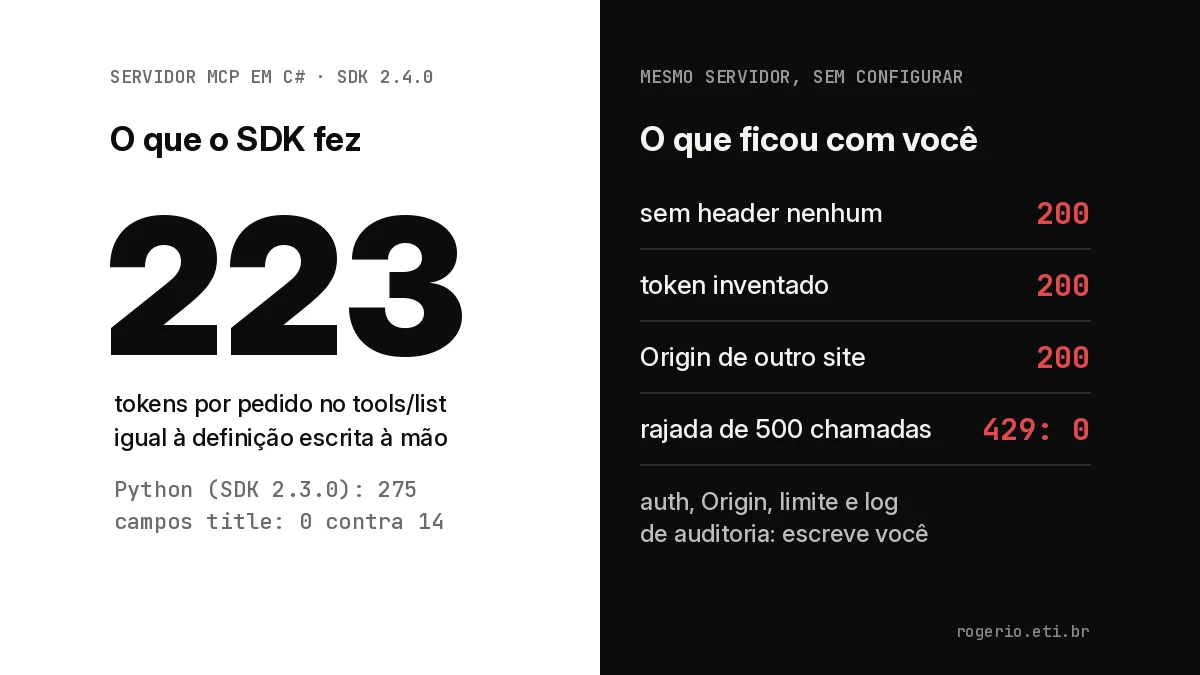 SERVIDOR MCP EM C# · SDK 2.4.0
O que o SDK fez
223
tokens por pedido no tools/list
igual à definição escrita à mão
Python (SDK 2.3.0): 275
campos title: 0 contra 14
MESMO SERVIDOR, SEM CONFIGURAR
O que ficou com você
sem header nenhum 200
token inventado 200
Origin de outro site 200
rajada de 500 chamadas 429: 0
auth, Origin, limite e log
de auditoria: escreve você
rogerio.eti.br